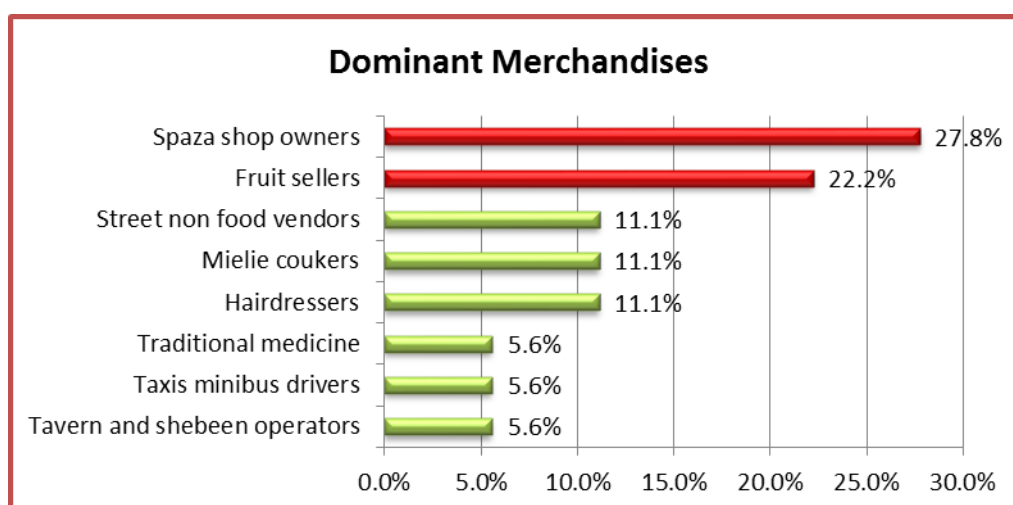 Dominant Merchandises
Spaza shop owners 27.8%
Fruit sellers 22.2%
Street non food vendors 11.1%
Mielie coukers 11.1%
Hairdressers 11.1%
Traditional medicine 5.6%
Taxis minibus drivers 5.6%
Tavern and shebeen operators 5.6%
0.0% 5.0% 10.0% 15.0% 20.0% 25.0% 30.0%